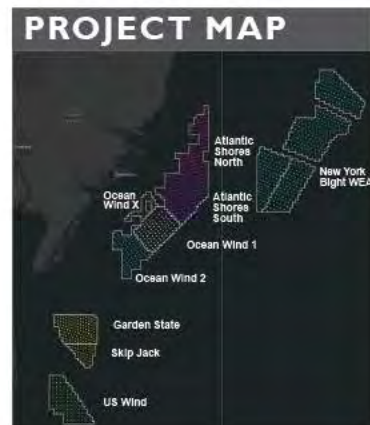 PROJECT MAP
Atlantic
Shores
North
New York
Bight WEA
Ocean
Wind X
Atlantic
Shores
South
Ocean Wind 1
Ocean Wind 2
Garden State
Skip Jack
US Wind